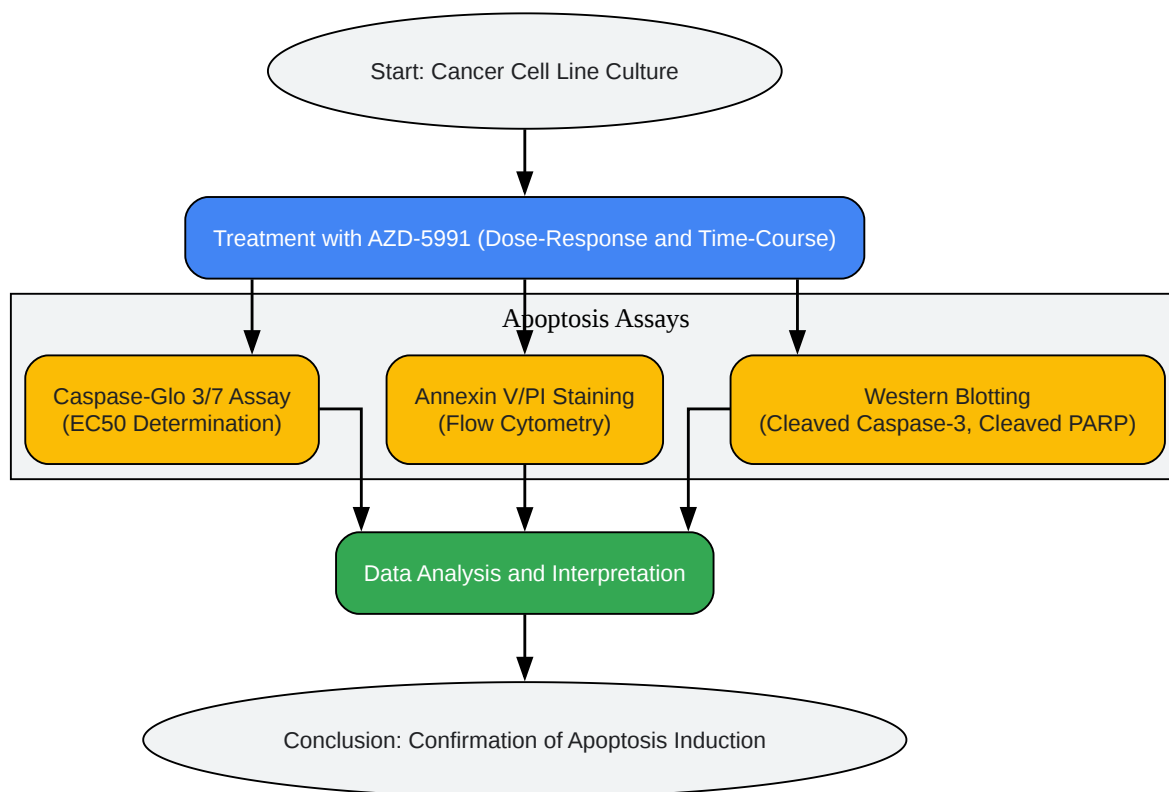 Start: Cancer Cell Line Culture
Treatment with AZD-5991 (Dose-Response and Time-Course)
Apoptosis Assays
Caspase-Glo 3/7 Assay
(EC50 Determination)
Annexin V/PI Staining
(Flow Cytometry)
Western Blotting
(Cleaved Caspase-3, Cleaved PARP)
Data Analysis and Interpretation
Conclusion: Confirmation of Apoptosis Induction